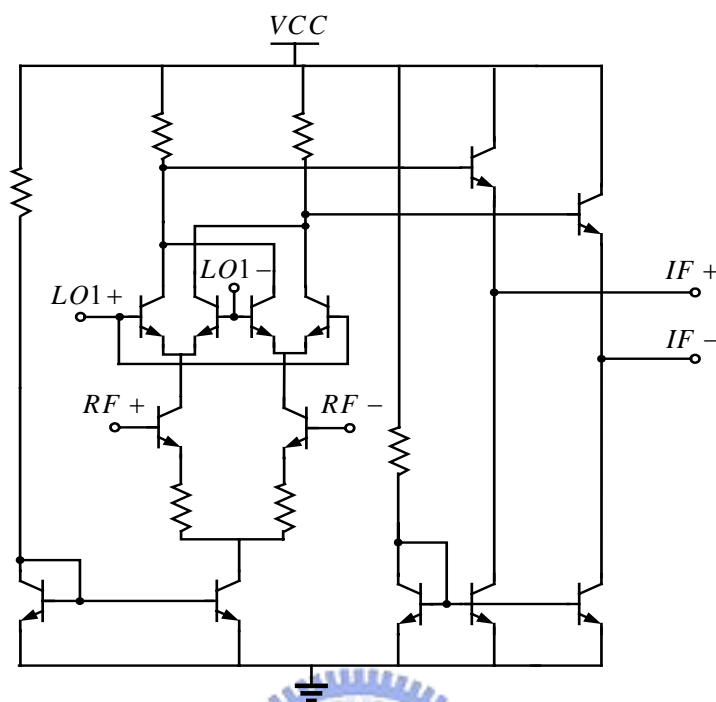 VCC
LO1-
LO1+
IF+
IF-
RF+
RF-